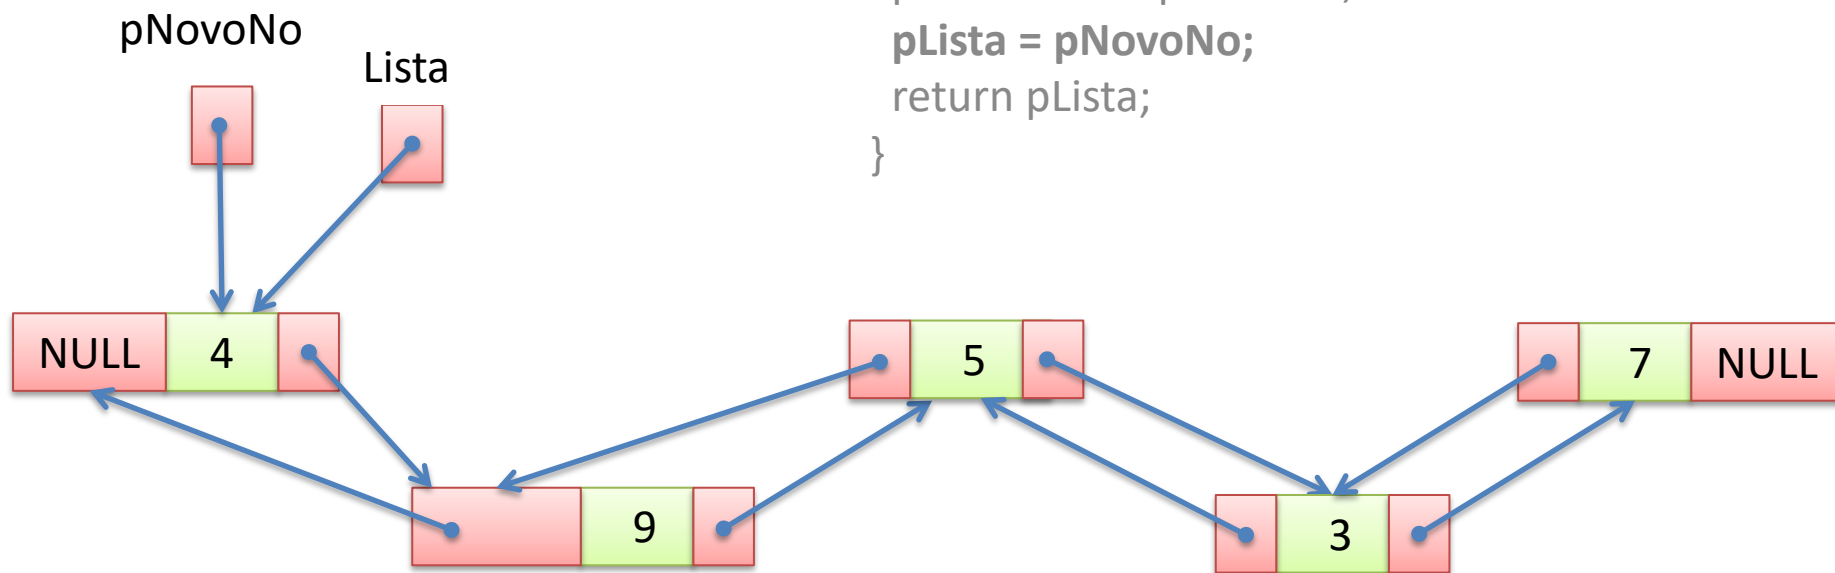 pNovoNo
Lista
pLista = pNovoNo;
return pLista;
}
NULL 4
5
7 NULL
9
3